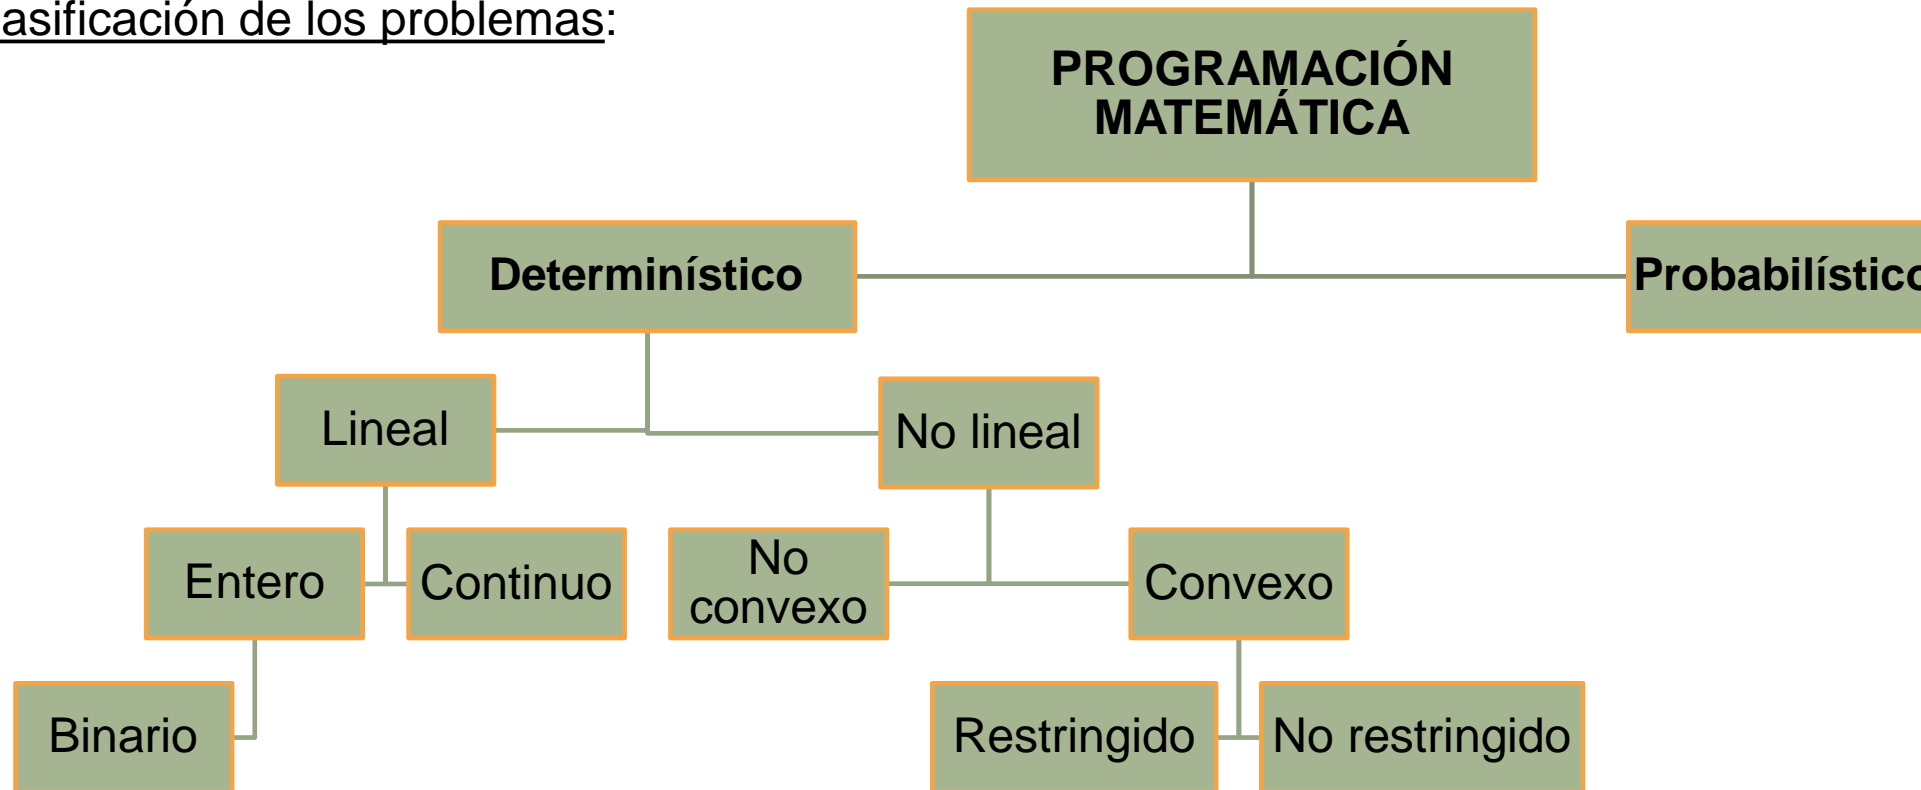 asificación de los problemas:
PROGRAMACIÓN
MATEMÁTICA
Determinístico
Probabilístico
Lineal
No lineal
Entero
Continuo
No
convexo
Convexo
Binario
Restringido
No restringido